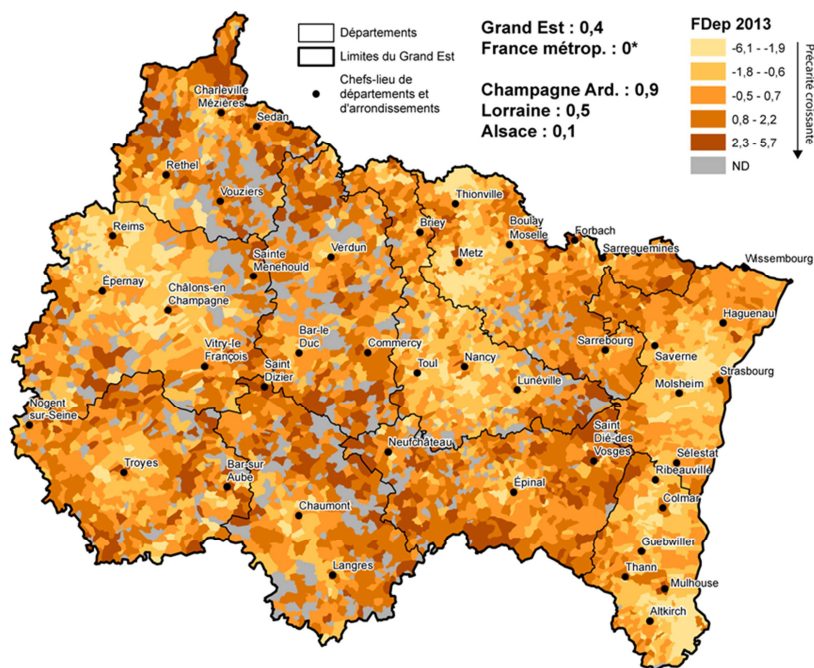 Départements
Limites du Grand Est
Chefs-lieu de
départements et
d'arrondissements
Grand Est : 0,4
France métrop. : 0*
Champagne Ard. : 0,9
Lorraine : 0,5
Alsace : 0,1
FDep 2013
-6,1 - -1,9
-1,8 - -0,6
-0,5 - 0,7
0,8 - 2,2
2,3 - 5,7
ND
Précarité croissante
Charleville
Mézières
Sedan
Rethel
Vouziers
Thionville
Reims
Briey
Boulay
Moselle
Forbach
Sarreguemines
Wissembourg
Sainte
Menehould
Verdun
Metz
Épernay
Châlons-en
Champagne
Haguenau
Vitry-le
François
Bar-le
Duc
Commercy
Toul
Nancy
Sarrebourg
Saverne
Strasbourg
Saint
Dizier
Lunéville
Molsheim
Nogent
sur-Seine
Neufchâteau
Saint
Dié-des
Vosges
Troyes
Bar-sur
Aube
Sélestat
Ribeauvillé
Épinal
Colmar
Chaumont
Guebwiller
Langres
Thann
Mulhouse
Altkirch